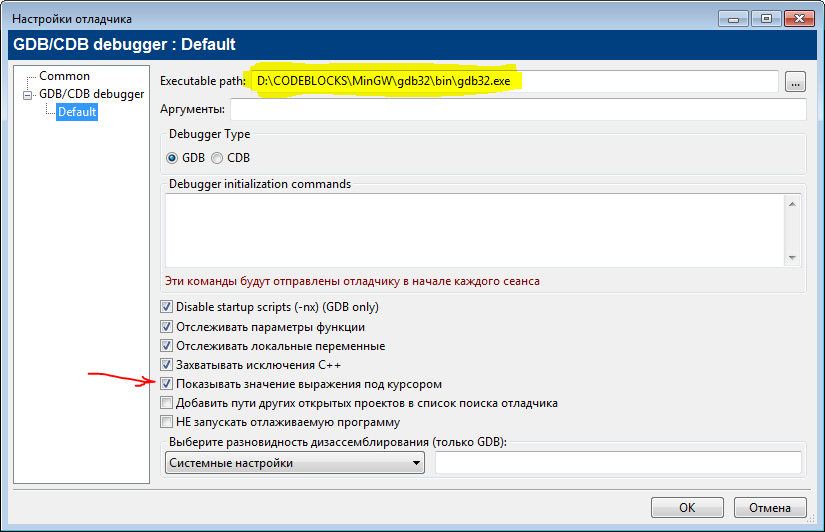 Настройки отладчика
GDB/CDB debugger : Default
Common
GDB/CDB debugger
Default
Executable path: D:\CODEBLOCKS\MinGW\gdb32\bin\gdb32.exe ...
Аргументы:
Debugger Type
GDB CDB
Debugger initialization commands
Эти команды будут отправлены отладчику в начале каждого сеанса
Disable startup scripts (-nx) (GDB only)
Отслеживать параметры функции
Отслеживать локальные переменные
Захватывать исключения C++
Показывать значение выражения под курсором
Добавить пути других открытых проектов в список поиска отладчика
НЕ запускать отлаживаемую программу
Выберите разновидность дизассемблирования (только GDB):
Системные настройки
OK Отмена